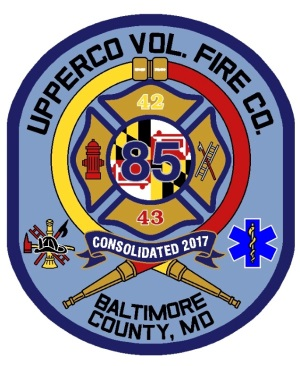 UPPERCO VOL. FIRE CO.
42
85
43
CONSOLIDATED 2017
BALTIMORE
COUNTY, MD